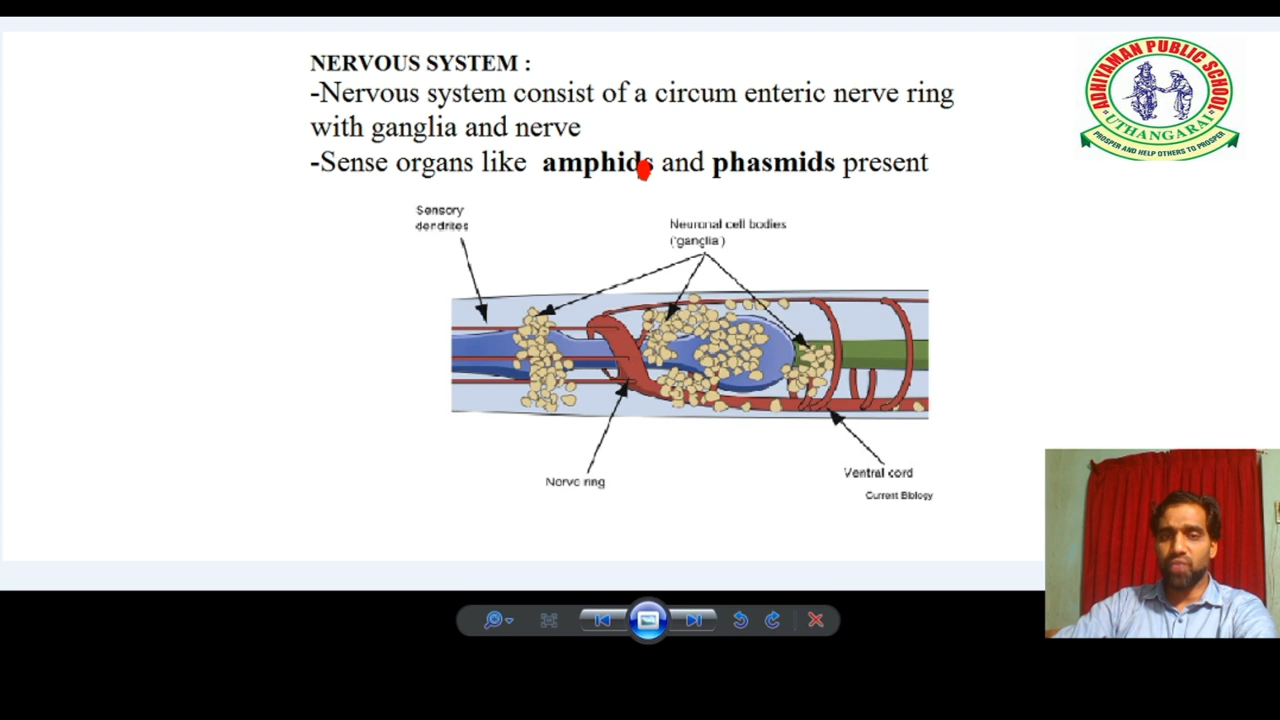 NERVOUS SYSTEM :
-Nervous system consist of a circum enteric nerve ring
with ganglia and nerve
-Sense organs like amphids and phasmids present
ADHIYAMAN PUBLIC SCHOOL
UTHANGARAI
PROSPER AND HELP OTHERS TO PROSPER
Sensory
dendrites
Neuronal cell bodies
('ganglia')
Nerve ring
Ventral cord
Current Biology